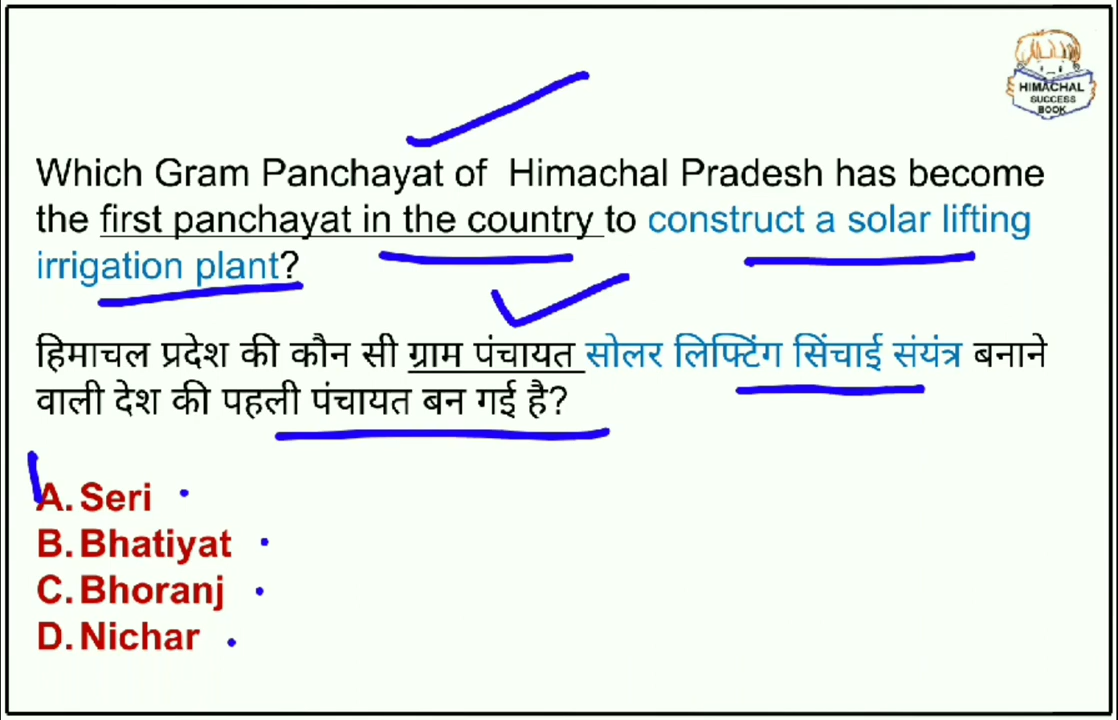 HIMACHAL
SUCCESS
BOOK
Which Gram Panchayat of Himachal Pradesh has become
the first panchayat in the country to construct a solar lifting
irrigation plant?
हिमाचल प्रदेश की कौन सी ग्राम पंचायत सोलर लिफ्टिंग सिंचाई संयंत्र बनाने
वाली देश की पहली पंचायत बन गई है?
A. Seri
B. Bhatiyat
C. Bhoranj
D. Nichar